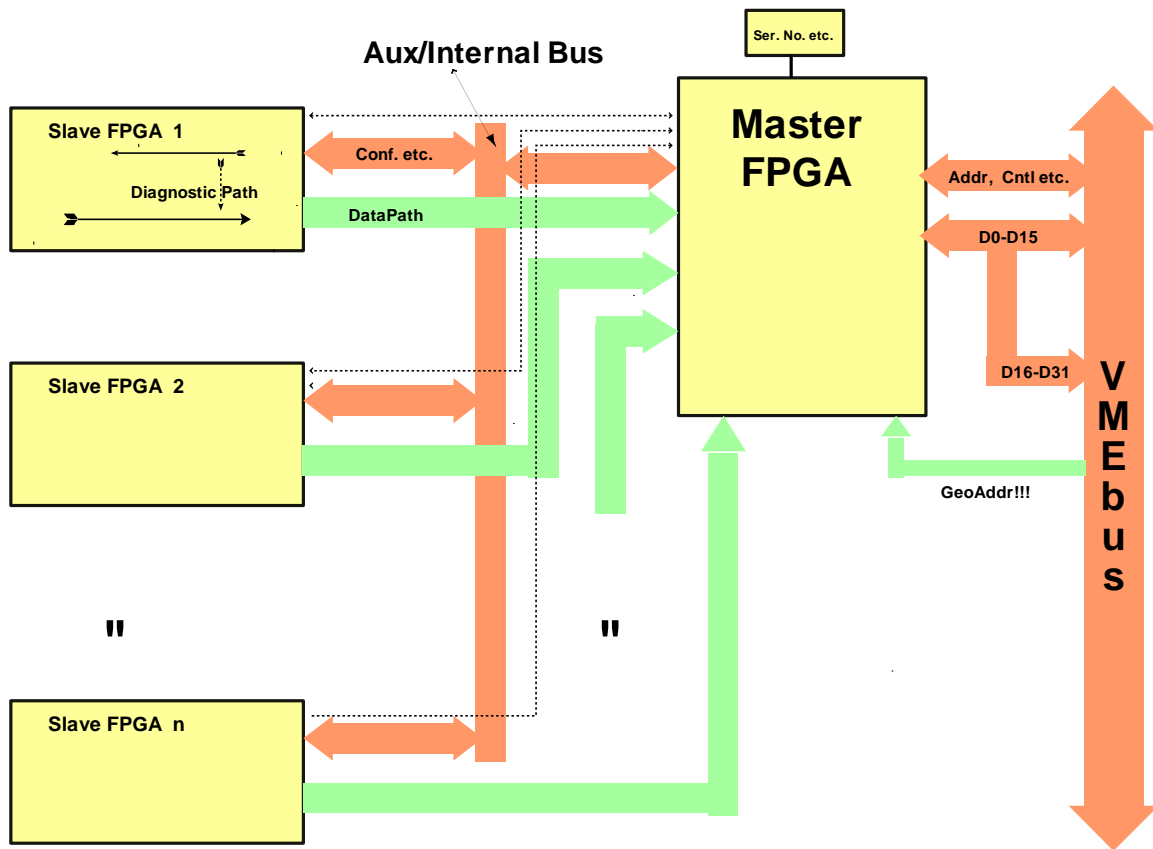 Ser. No. etc.
Aux/Internal Bus
Master
FPGA
Slave FPGA 1
Conf. etc.
Diagnostic Path
DataPath
Addr, Cntl etc.
D0-D15
D16-D31
Slave FPGA 2
GeoAddr!!!
VMEbus
" "
Slave FPGA n